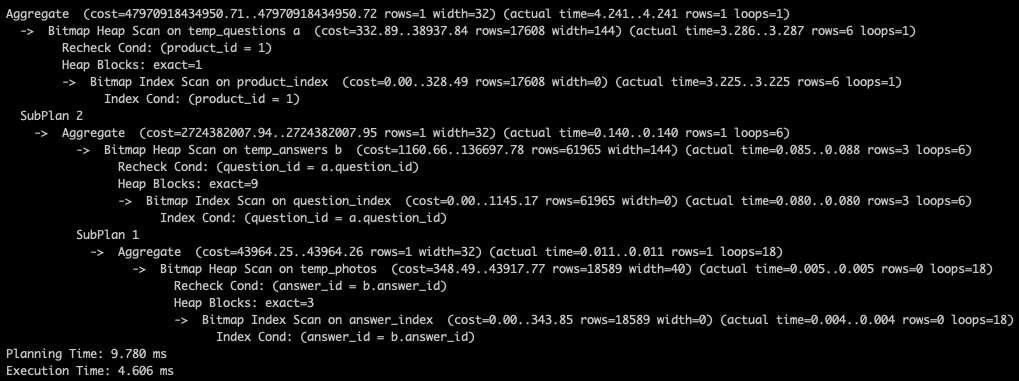 Aggregate  (cost=47970918434950.71..47970918434950.72 rows=1 width=32) (actual time=4.241..4.241 rows=1 loops=1)
  ->  Bitmap Heap Scan on temp_questions a  (cost=332.89..38937.84 rows=17608 width=144) (actual time=3.286..3.287 rows=6 loops=1)
        Recheck Cond: (product_id = 1)
        Heap Blocks: exact=1
        ->  Bitmap Index Scan on product_index  (cost=0.00..328.49 rows=17608 width=0) (actual time=3.225..3.225 rows=6 loops=1)
              Index Cond: (product_id = 1)
  SubPlan 2
    ->  Aggregate  (cost=2724382007.94..2724382007.95 rows=1 width=32) (actual time=0.140..0.140 rows=1 loops=6)
          ->  Bitmap Heap Scan on temp_answers b  (cost=1160.66..136697.78 rows=61965 width=144) (actual time=0.085..0.088 rows=3 loops=6)
                Recheck Cond: (question_id = a.question_id)
                Heap Blocks: exact=9
                ->  Bitmap Index Scan on question_index  (cost=0.00..1145.17 rows=61965 width=0) (actual time=0.080..0.080 rows=3 loops=6)
                      Index Cond: (question_id = a.question_id)
          SubPlan 1
            ->  Aggregate  (cost=43964.25..43964.26 rows=1 width=32) (actual time=0.011..0.011 rows=1 loops=18)
                  ->  Bitmap Heap Scan on temp_photos  (cost=348.49..43917.77 rows=18589 width=40) (actual time=0.005..0.005 rows=0 loops=18)
                        Recheck Cond: (answer_id = b.answer_id)
                        Heap Blocks: exact=3
                        ->  Bitmap Index Scan on answer_index  (cost=0.00..343.85 rows=18589 width=0) (actual time=0.004..0.004 rows=0 loops=18)
                              Index Cond: (answer_id = b.answer_id)
Planning Time: 9.780 ms
Execution Time: 4.606 ms